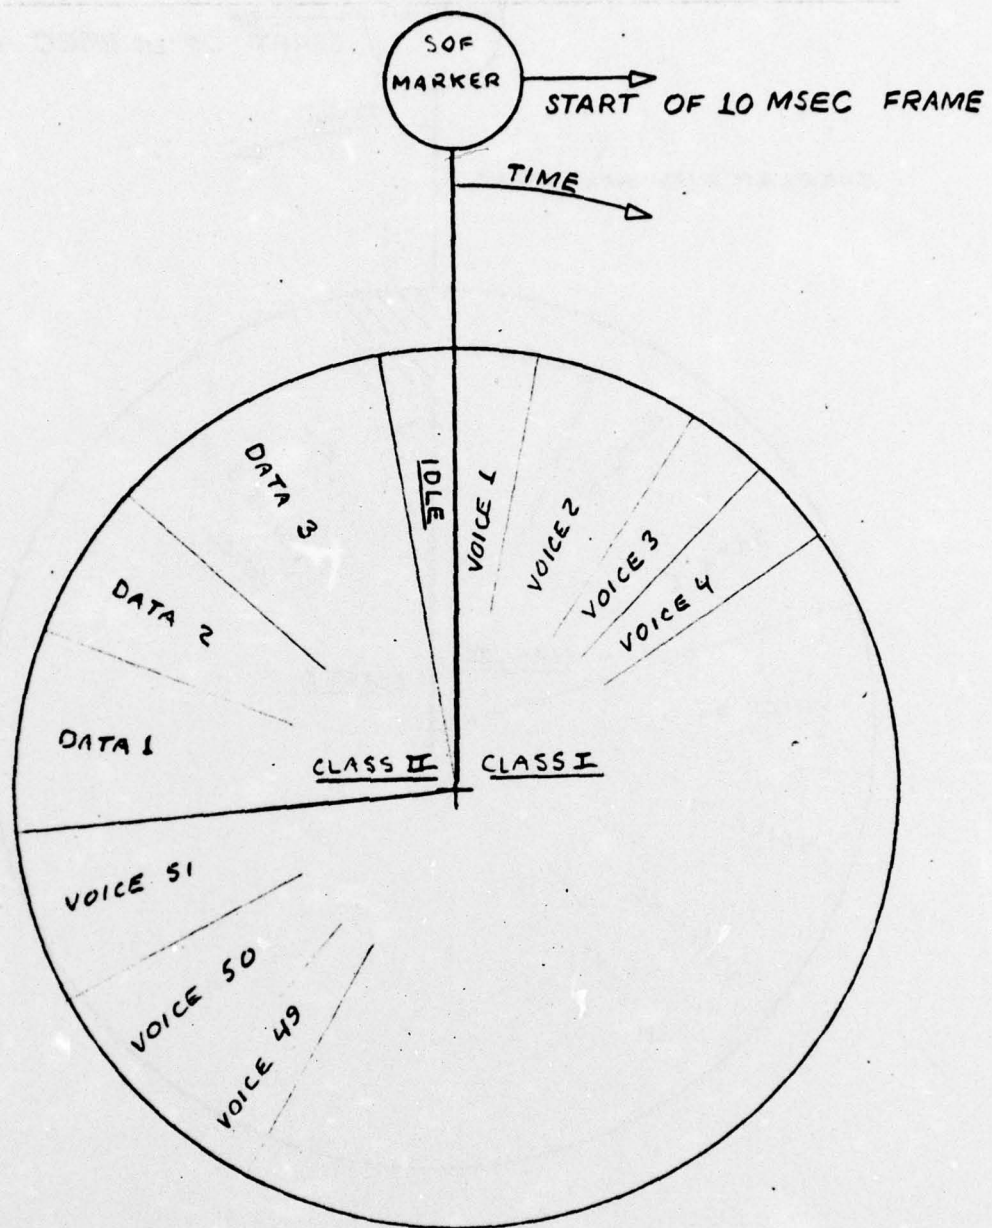 SOF
MARKER
START OF 10 MSEC FRAME
TIME
IDLE
VOICE 1
VOICE 2
VOICE 3
VOICE 4
DATA 3
DATA 2
DATA 1
CLASS II
CLASS I
VOICE 51
VOICE 50
VOICE 49